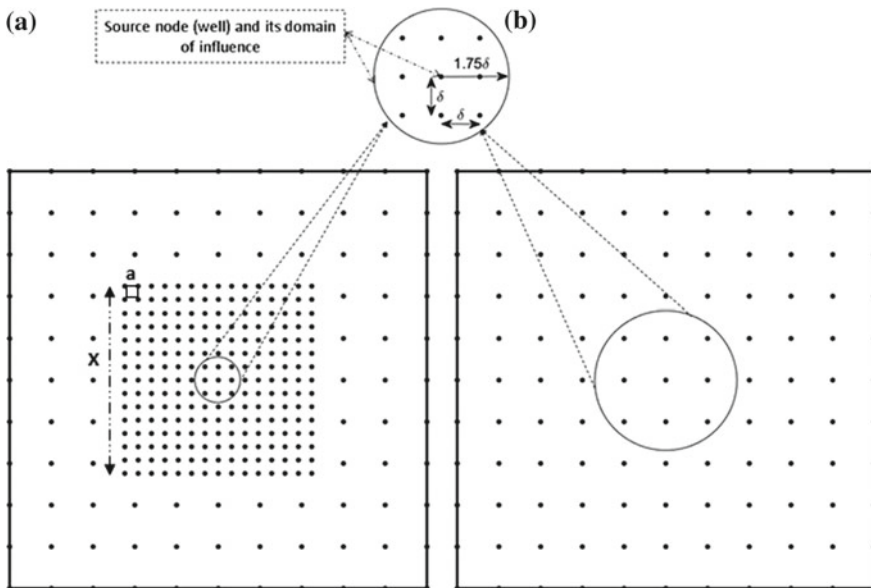 (a)
Source node (well) and its domain
of influence
(b)
1.75δ
δ
δ
a
X